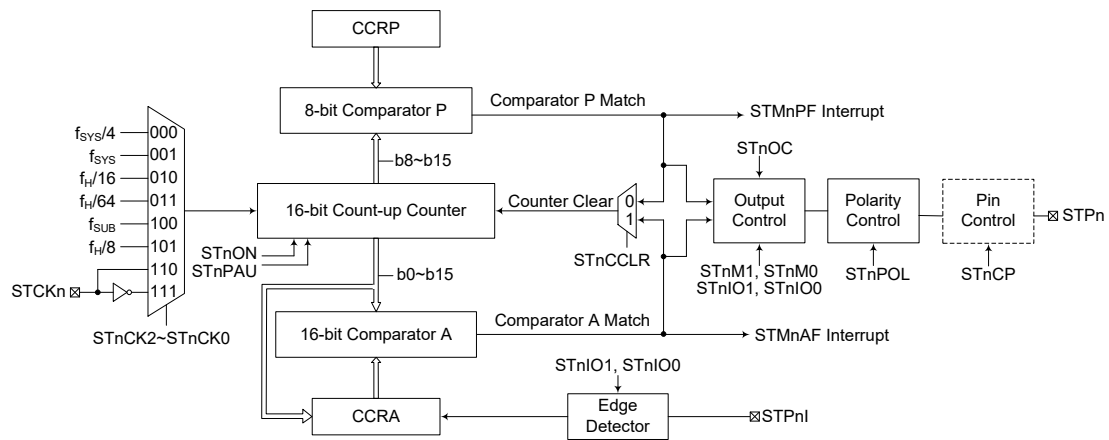 CCRP
8-bit Comparator P
Comparator P Match
STMnPF Interrupt
b8~b15
fSYS/4
000
fSYS
001
fH/16
010
fH/64
011
fSUB
100
fH/8
101
110
111
STCKn
STnCK2~STnCK0
16-bit Count-up Counter
STnON
STnPAU
Counter Clear
0
1
STnCCLR
STnOC
Output
Control
STnM1, STnM0
STnIO1, STnIO0
Polarity
Control
STnPOL
Pin
Control
STnCP
STPn
b0~b15
16-bit Comparator A
Comparator A Match
STMnAF Interrupt
STnIO1, STnIO0
CCRA
Edge
Detector
STPnI